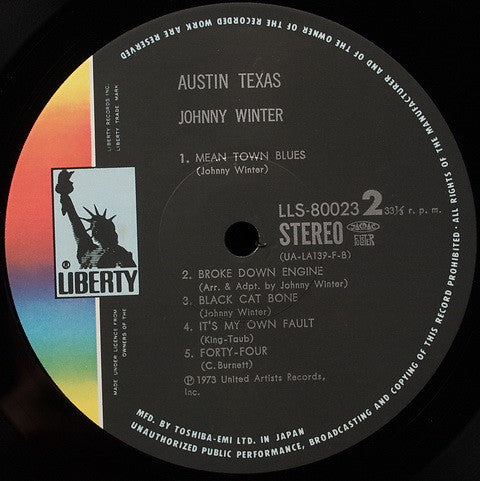 AUSTIN TEXAS
JOHNNY WINTER
1. MEAN TOWN BLUES
(Johnny Winter)
LLS-80023 2 33⅓ r. p. m.
STEREO
(UA-LA139-F-B)
2. BROKE DOWN ENGINE
(Arr. & Adpt. by Johnny Winter)
3. BLACK CAT BONE
(Johnny Winter)
4. IT'S MY OWN FAULT
(King-Taub)
5. FORTY-FOUR
(C. Burnett)
Ⓟ1973 United Artists Records,
Inc.
® LIBERTY
LIBERTY RECORDS INC.
LIBERTY TRADE MARK
MADE UNDER LICENCE FROM
OWNERS OF THE
ALL RIGHTS OF THE MANUFACTURER AND OF THE OWNER OF THE RECORDED WORK ARE RESERVED
MFD. BY TOSHIBA-EMI LTD. IN JAPAN
UNAUTHORIZED PUBLIC PERFORMANCE, BROADCASTING AND COPYING OF THIS RECORD PROHIBITED ·